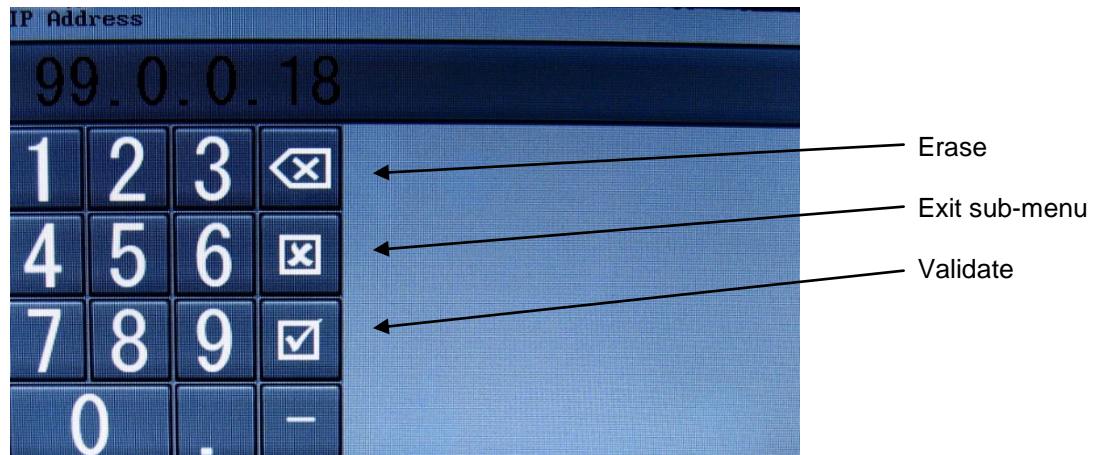 IP Address
99.0.0.18
1 2 3
4 5 6
7 8 9
0 . -
Erase
Exit sub-menu
Validate